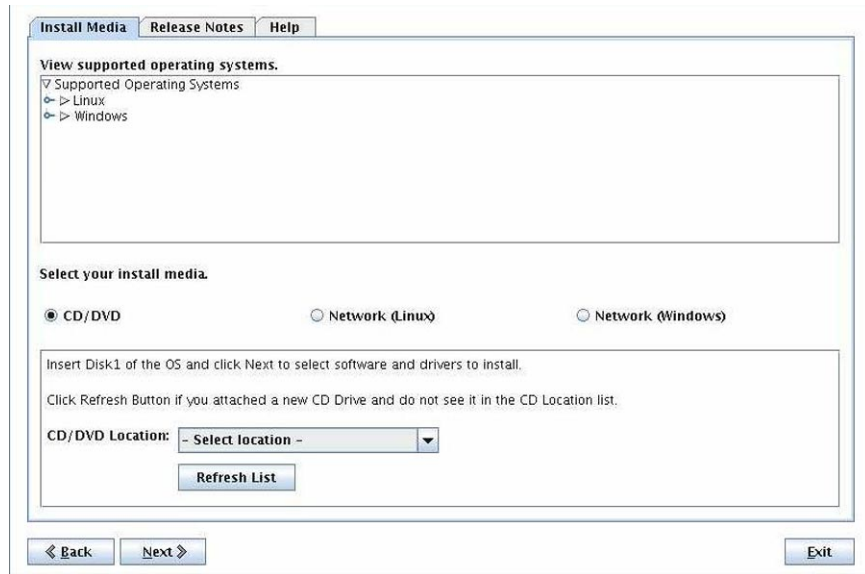 Install Media Release Notes Help
View supported operating systems.
Supported Operating Systems
Linux
Windows
Select your install media.
CD/DVD Network (Linux) Network (Windows)
Insert Disk1 of the OS and click Next to select software and drivers to install.
Click Refresh Button if you attached a new CD Drive and do not see it in the CD Location list.
CD/DVD Location: - Select location -
Refresh List
Back Next Exit